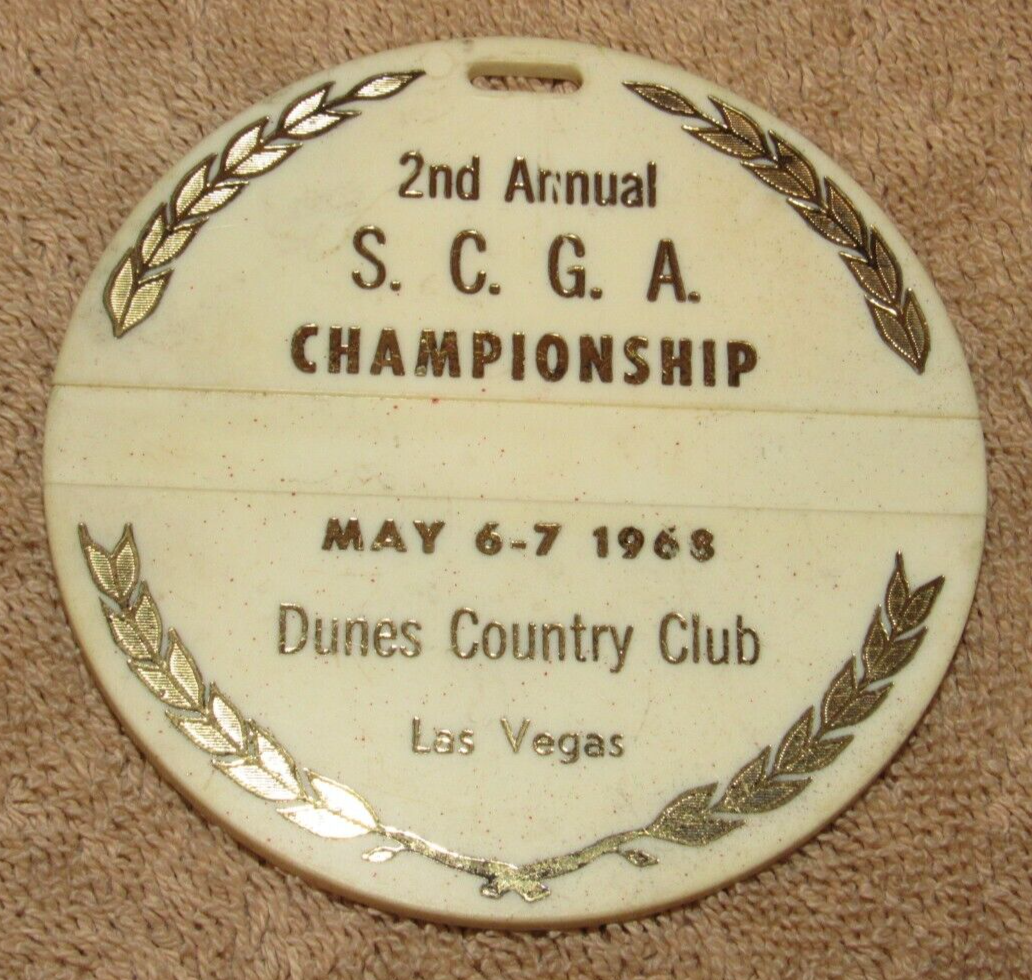 2nd Annual
S. C. G. A.
CHAMPIONSHIP
MAY 6-7 1968
Dunes Country Club
Las Vegas